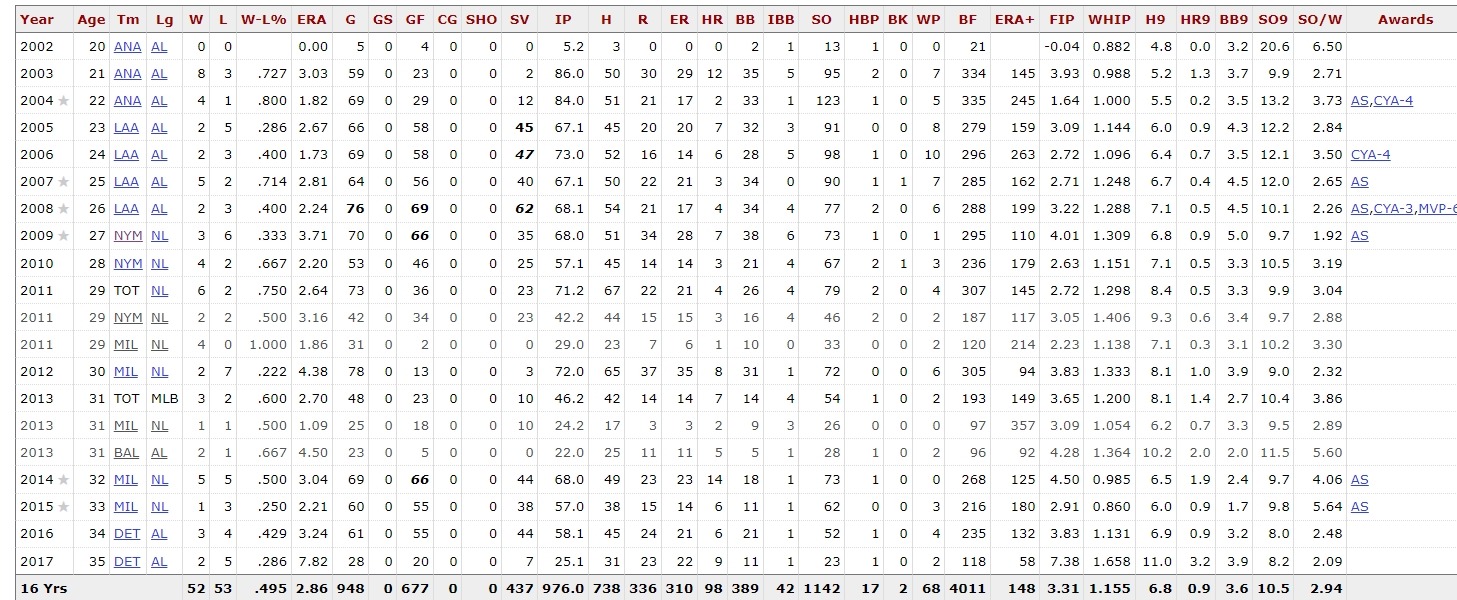 Year Age Tm Lg W L W-L% ERA G GS GF CG SHO SV IP H R ER HR BB IBB SO HBP BK WP BF ERA+ FIP WHIP H9 HR9 BB9 SO9 SO/W Awards
2002 20 ANA AL 0 0 0.00 5 0 4 0 0 0 5.2 3 0 0 0 2 1 13 1 0 0 21 -0.04 0.882 4.8 0.0 3.2 20.6 6.50
2003 21 ANA AL 8 3 .727 3.03 59 0 23 0 0 2 86.0 50 30 29 12 35 5 95 2 0 7 334 145 3.93 0.988 5.2 1.3 3.7 9.9 2.71
2004 ★ 22 ANA AL 4 1 .800 1.82 69 0 29 0 0 12 84.0 51 21 17 2 33 1 123 1 0 5 335 245 1.64 1.000 5.5 0.2 3.5 13.2 3.73 AS,CYA-4
2005 23 LAA AL 2 5 .286 2.67 66 0 58 0 0 45 67.1 45 20 20 7 32 3 91 0 0 8 279 159 3.09 1.144 6.0 0.9 4.3 12.2 2.84
2006 24 LAA AL 2 3 .400 1.73 69 0 58 0 0 47 73.0 52 16 14 6 28 5 98 1 0 10 296 263 2.72 1.096 6.4 0.7 3.5 12.1 3.50 CYA-4
2007 ★ 25 LAA AL 5 2 .714 2.81 64 0 56 0 0 40 67.1 50 22 21 3 34 0 90 1 1 7 285 162 2.71 1.248 6.7 0.4 4.5 12.0 2.65 AS
2008 ★ 26 LAA AL 2 3 .400 2.24 76 0 69 0 0 62 68.1 54 21 17 4 34 4 77 2 0 6 288 199 3.22 1.288 7.1 0.5 4.5 10.1 2.26 AS,CYA-3,MVP-6
2009 ★ 27 NYM NL 3 6 .333 3.71 70 0 66 0 0 35 68.0 51 34 28 7 38 6 73 1 0 1 295 110 4.01 1.309 6.8 0.9 5.0 9.7 1.92 AS
2010 28 NYM NL 4 2 .667 2.20 53 0 46 0 0 25 57.1 45 14 14 3 21 4 67 2 1 3 236 179 2.63 1.151 7.1 0.5 3.3 10.5 3.19
2011 29 TOT NL 6 2 .750 2.64 73 0 36 0 0 23 71.2 67 22 21 4 26 4 79 2 0 4 307 145 2.72 1.298 8.4 0.5 3.3 9.9 3.04
2011 29 NYM NL 2 2 .500 3.16 42 0 34 0 0 23 42.2 44 15 15 3 16 4 46 2 0 2 187 117 3.05 1.406 9.3 0.6 3.4 9.7 2.88
2011 29 MIL NL 4 0 1.000 1.86 31 0 2 0 0 0 29.0 23 7 6 1 10 0 33 0 0 2 120 214 2.23 1.138 7.1 0.3 3.1 10.2 3.30
2012 30 MIL NL 2 7 .222 4.38 78 0 13 0 0 3 72.0 65 37 35 8 31 1 72 0 0 6 305 94 3.83 1.333 8.1 1.0 3.9 9.0 2.32
2013 31 TOT MLB 3 2 .600 2.70 48 0 23 0 0 10 46.2 42 14 14 7 14 4 54 1 0 2 193 149 3.65 1.200 8.1 1.4 2.7 10.4 3.86
2013 31 MIL NL 1 1 .500 1.09 25 0 18 0 0 10 24.2 17 3 3 2 9 3 26 0 0 0 97 357 3.09 1.054 6.2 0.7 3.3 9.5 2.89
2013 31 BAL AL 2 1 .667 4.50 23 0 5 0 0 0 22.0 25 11 11 5 5 1 28 1 0 2 96 92 4.28 1.364 10.2 2.0 2.0 11.5 5.60
2014 ★ 32 MIL NL 5 5 .500 3.04 69 0 66 0 0 44 68.0 49 23 23 14 18 1 73 1 0 0 268 125 4.50 0.985 6.5 1.9 2.4 9.7 4.06 AS
2015 ★ 33 MIL NL 1 3 .250 2.21 60 0 55 0 0 38 57.0 38 15 14 6 11 1 62 0 0 3 216 180 2.91 0.860 6.0 0.9 1.7 9.8 5.64 AS
2016 34 DET AL 3 4 .429 3.24 61 0 55 0 0 44 58.1 45 24 21 6 21 1 52 1 0 4 235 132 3.83 1.131 6.9 0.9 3.2 8.0 2.48
2017 35 DET AL 2 5 .286 7.82 28 0 20 0 0 7 25.1 31 23 22 9 11 1 23 1 0 2 118 58 7.38 1.658 11.0 3.2 3.9 8.2 2.09
16 Yrs 52 53 .495 2.86 948 0 677 0 0 437 976.0 738 336 310 98 389 42 1142 17 2 68 4011 148 3.31 1.155 6.8 0.9 3.6 10.5 2.94